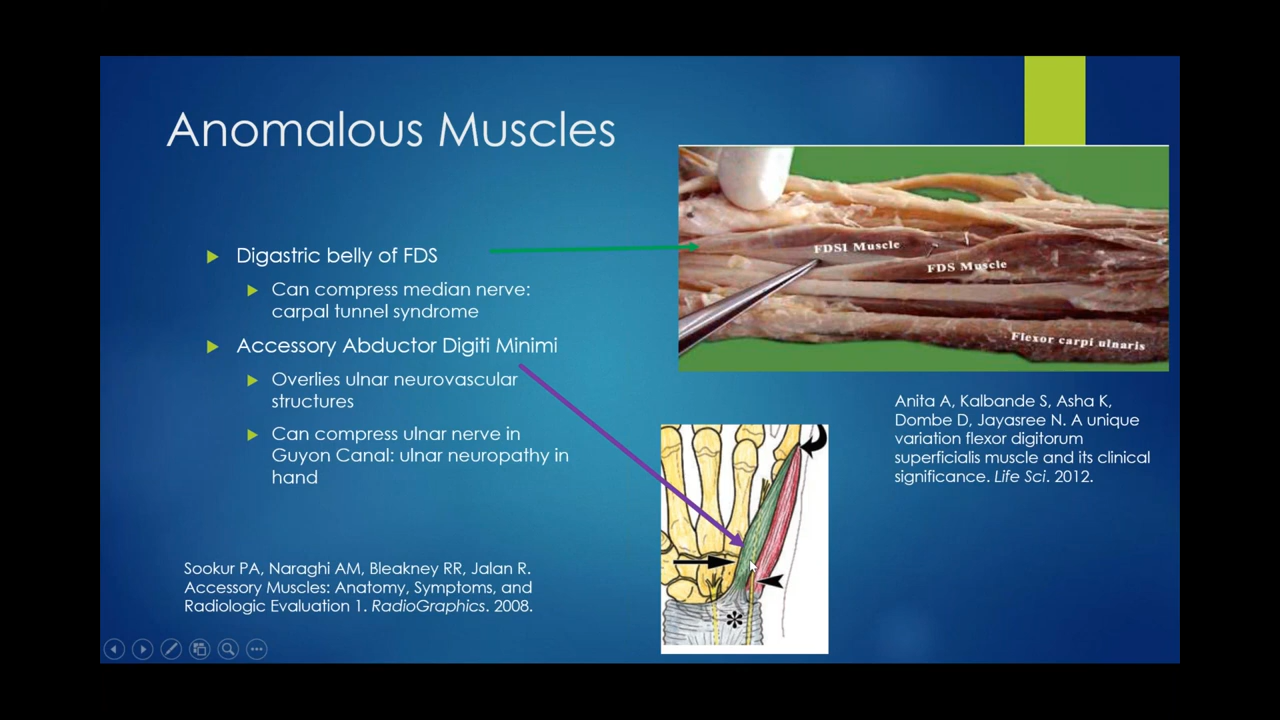 Anomalous Muscles
Digastric belly of FDS
Can compress median nerve:
carpal tunnel syndrome
Accessory Abductor Digiti Minimi
Overlies ulnar neurovascular
structures
Can compress ulnar nerve in
Guyon Canal: ulnar neuropathy in
hand
Sookur PA, Naraghi AM, Bleakney RR, Jalan R.
Accessory Muscles: Anatomy, Symptoms, and
Radiologic Evaluation 1. RadioGraphics. 2008.
FDSI Muscle
FDS Muscle
Flexor carpi ulnaris
Anita A, Kalbande S, Asha K,
Dombe D, Jayasree N. A unique
variation flexor digitorum
superficialis muscle and its clinical
significance. Life Sci. 2012.
*